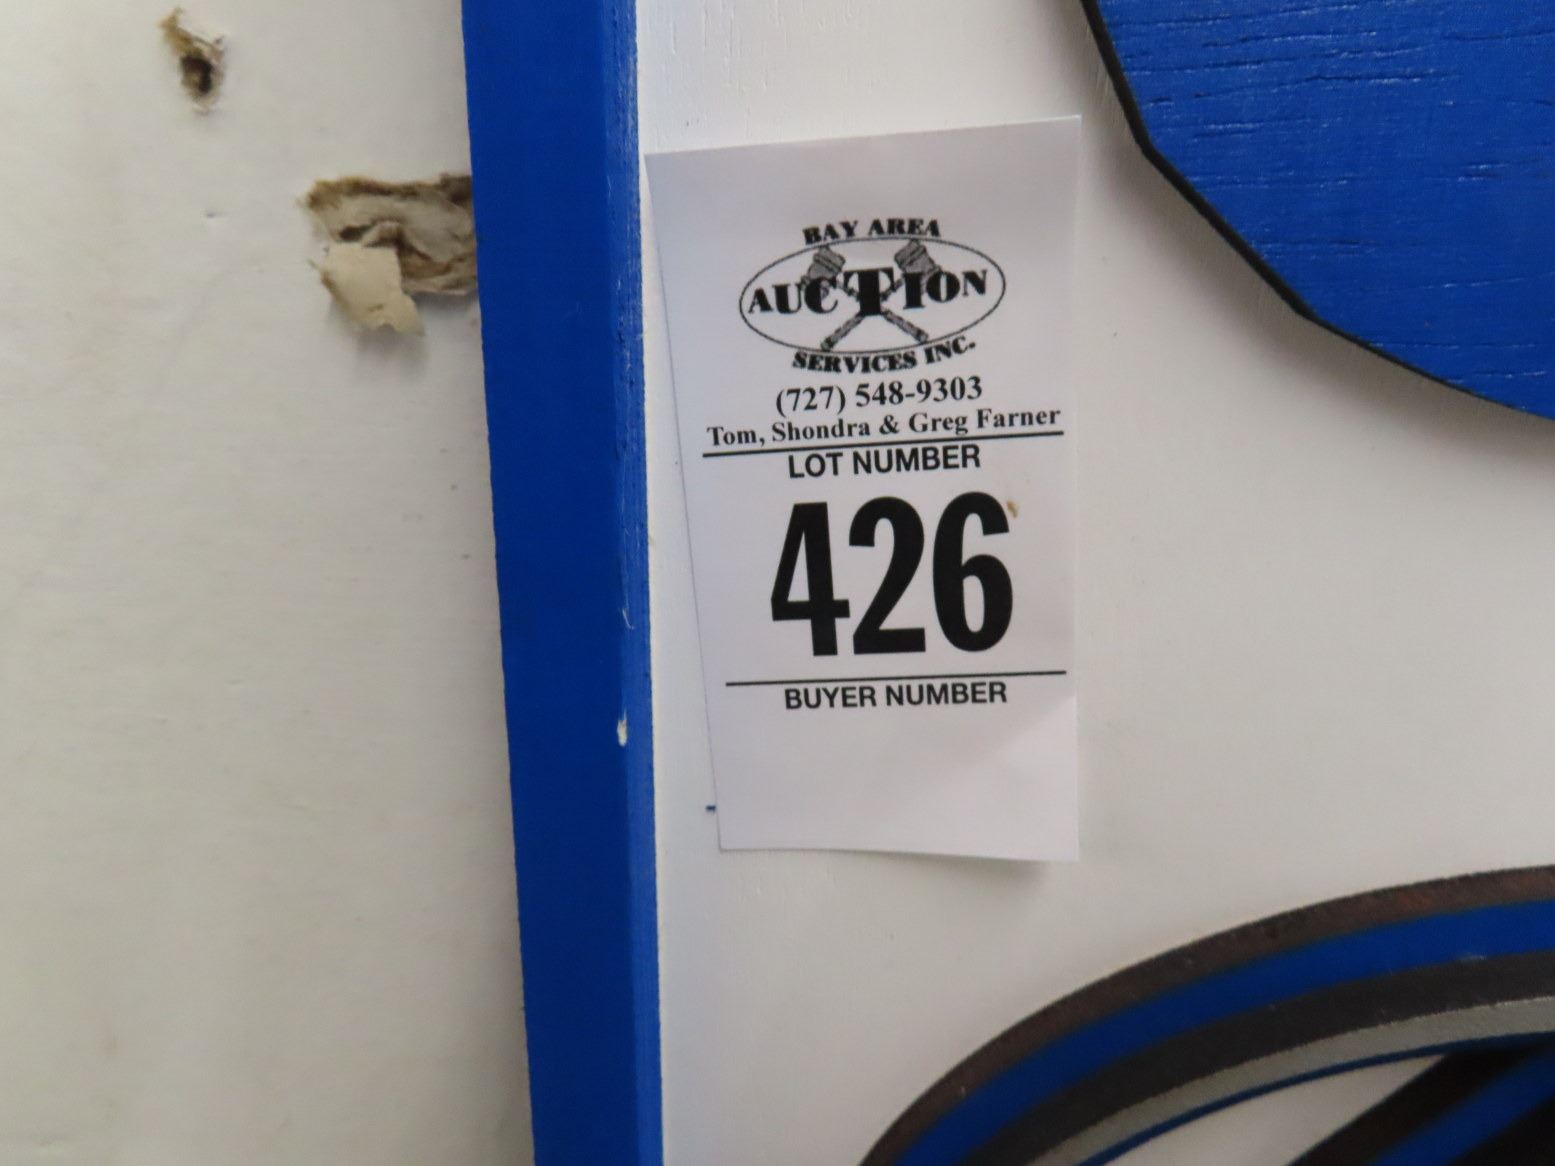 BAY AREA
AUCTION
SERVICES INC.
(727) 548-9303
Tom, Shondra & Greg Farner
LOT NUMBER
426
BUYER NUMBER